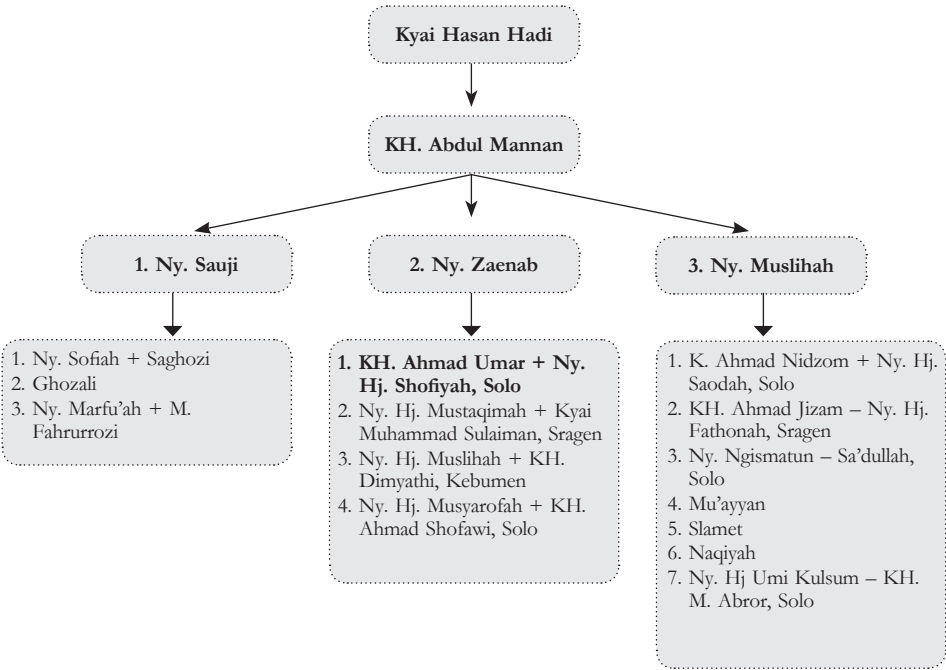 Kyai Hasan Hadi
KH. Abdul Mannan
1. Ny. Sauji
2. Ny. Zaenab
3. Ny. Muslihah
1. Ny. Sofiah + Saghozi
2. Ghozali
3. Ny. Marfu’ah + M.
Fahrurrozi
1. KH. Ahmad Umar + Ny.
Hj. Shofiyah, Solo
2. Ny. Hj. Mustaqimah + Kyai
Muhammad Sulaiman, Sragen
3. Ny. Hj. Muslihah + KH.
Dimyathi, Kebumen
4. Ny. Hj. Musyarofah + KH.
Ahmad Shofawi, Solo
1. K. Ahmad Nidzom + Ny. Hj.
Saodah, Solo
2. KH. Ahmad Jizam – Ny. Hj.
Fathonah, Sragen
3. Ny. Ngismatun – Sa’dullah,
Solo
4. Mu’ayyan
5. Slamet
6. Naqiyah
7. Ny. Hj Umi Kulsum – KH.
M. Abror, Solo